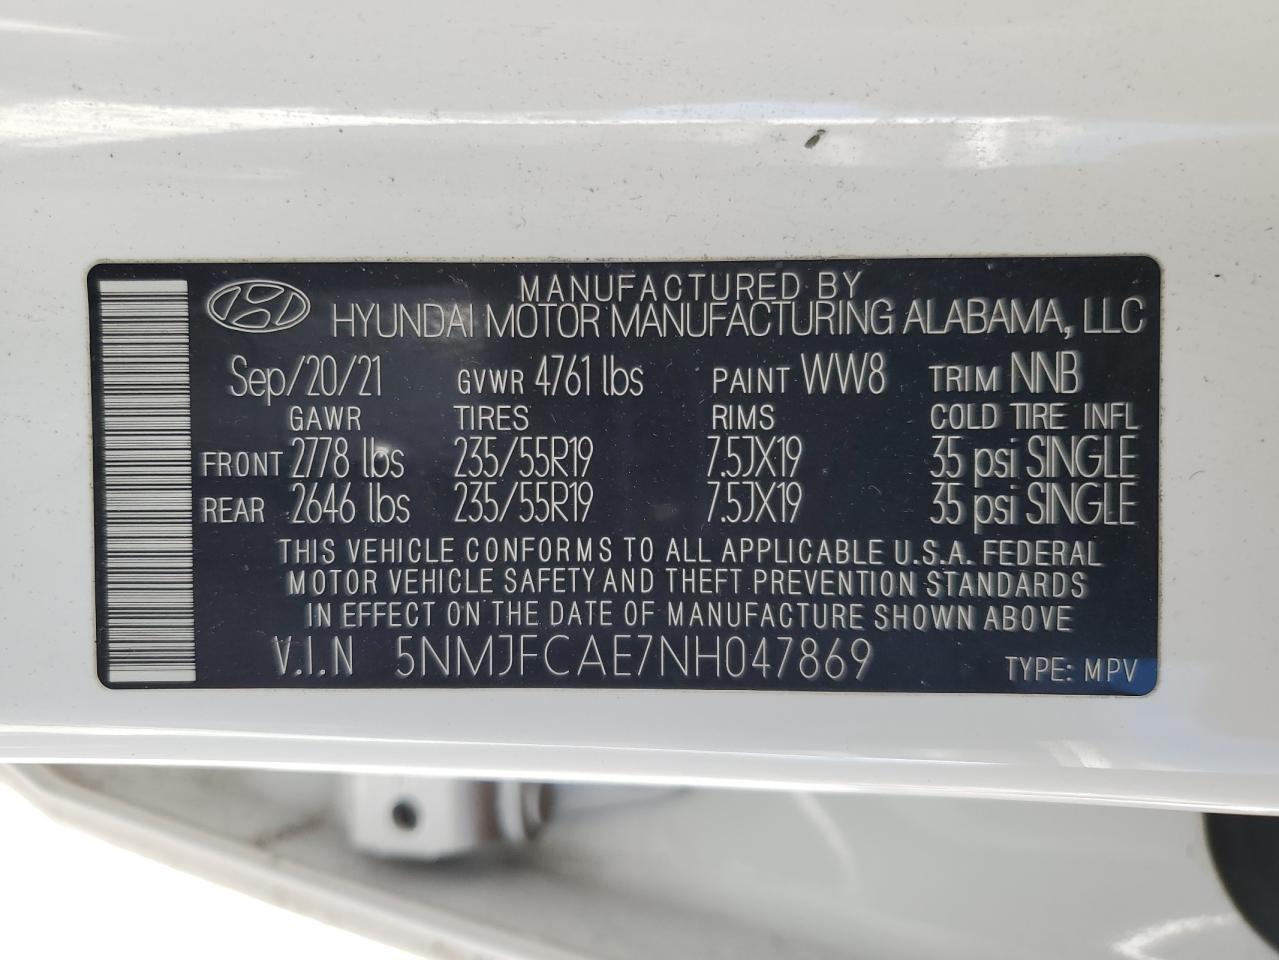 MANUFACTURED BY
HYUNDAI MOTOR MANUFACTURING ALABAMA, LLC
Sep/20/21 GVWR 4761 lbs PAINT WW8 TRIM NNB
GAWR TIRES RIMS COLD TIRE INFL
FRONT 2778 lbs 235/55R19 7.5JX19 35 psi SINGLE
REAR 2646 lbs 235/55R19 7.5JX19 35 psi SINGLE
THIS VEHICLE CONFORMS TO ALL APPLICABLE U.S.A. FEDERAL
MOTOR VEHICLE SAFETY AND THEFT PREVENTION STANDARDS
IN EFFECT ON THE DATE OF MANUFACTURE SHOWN ABOVE
V.I.N 5NMJFCAE7NH047869 TYPE: MPV